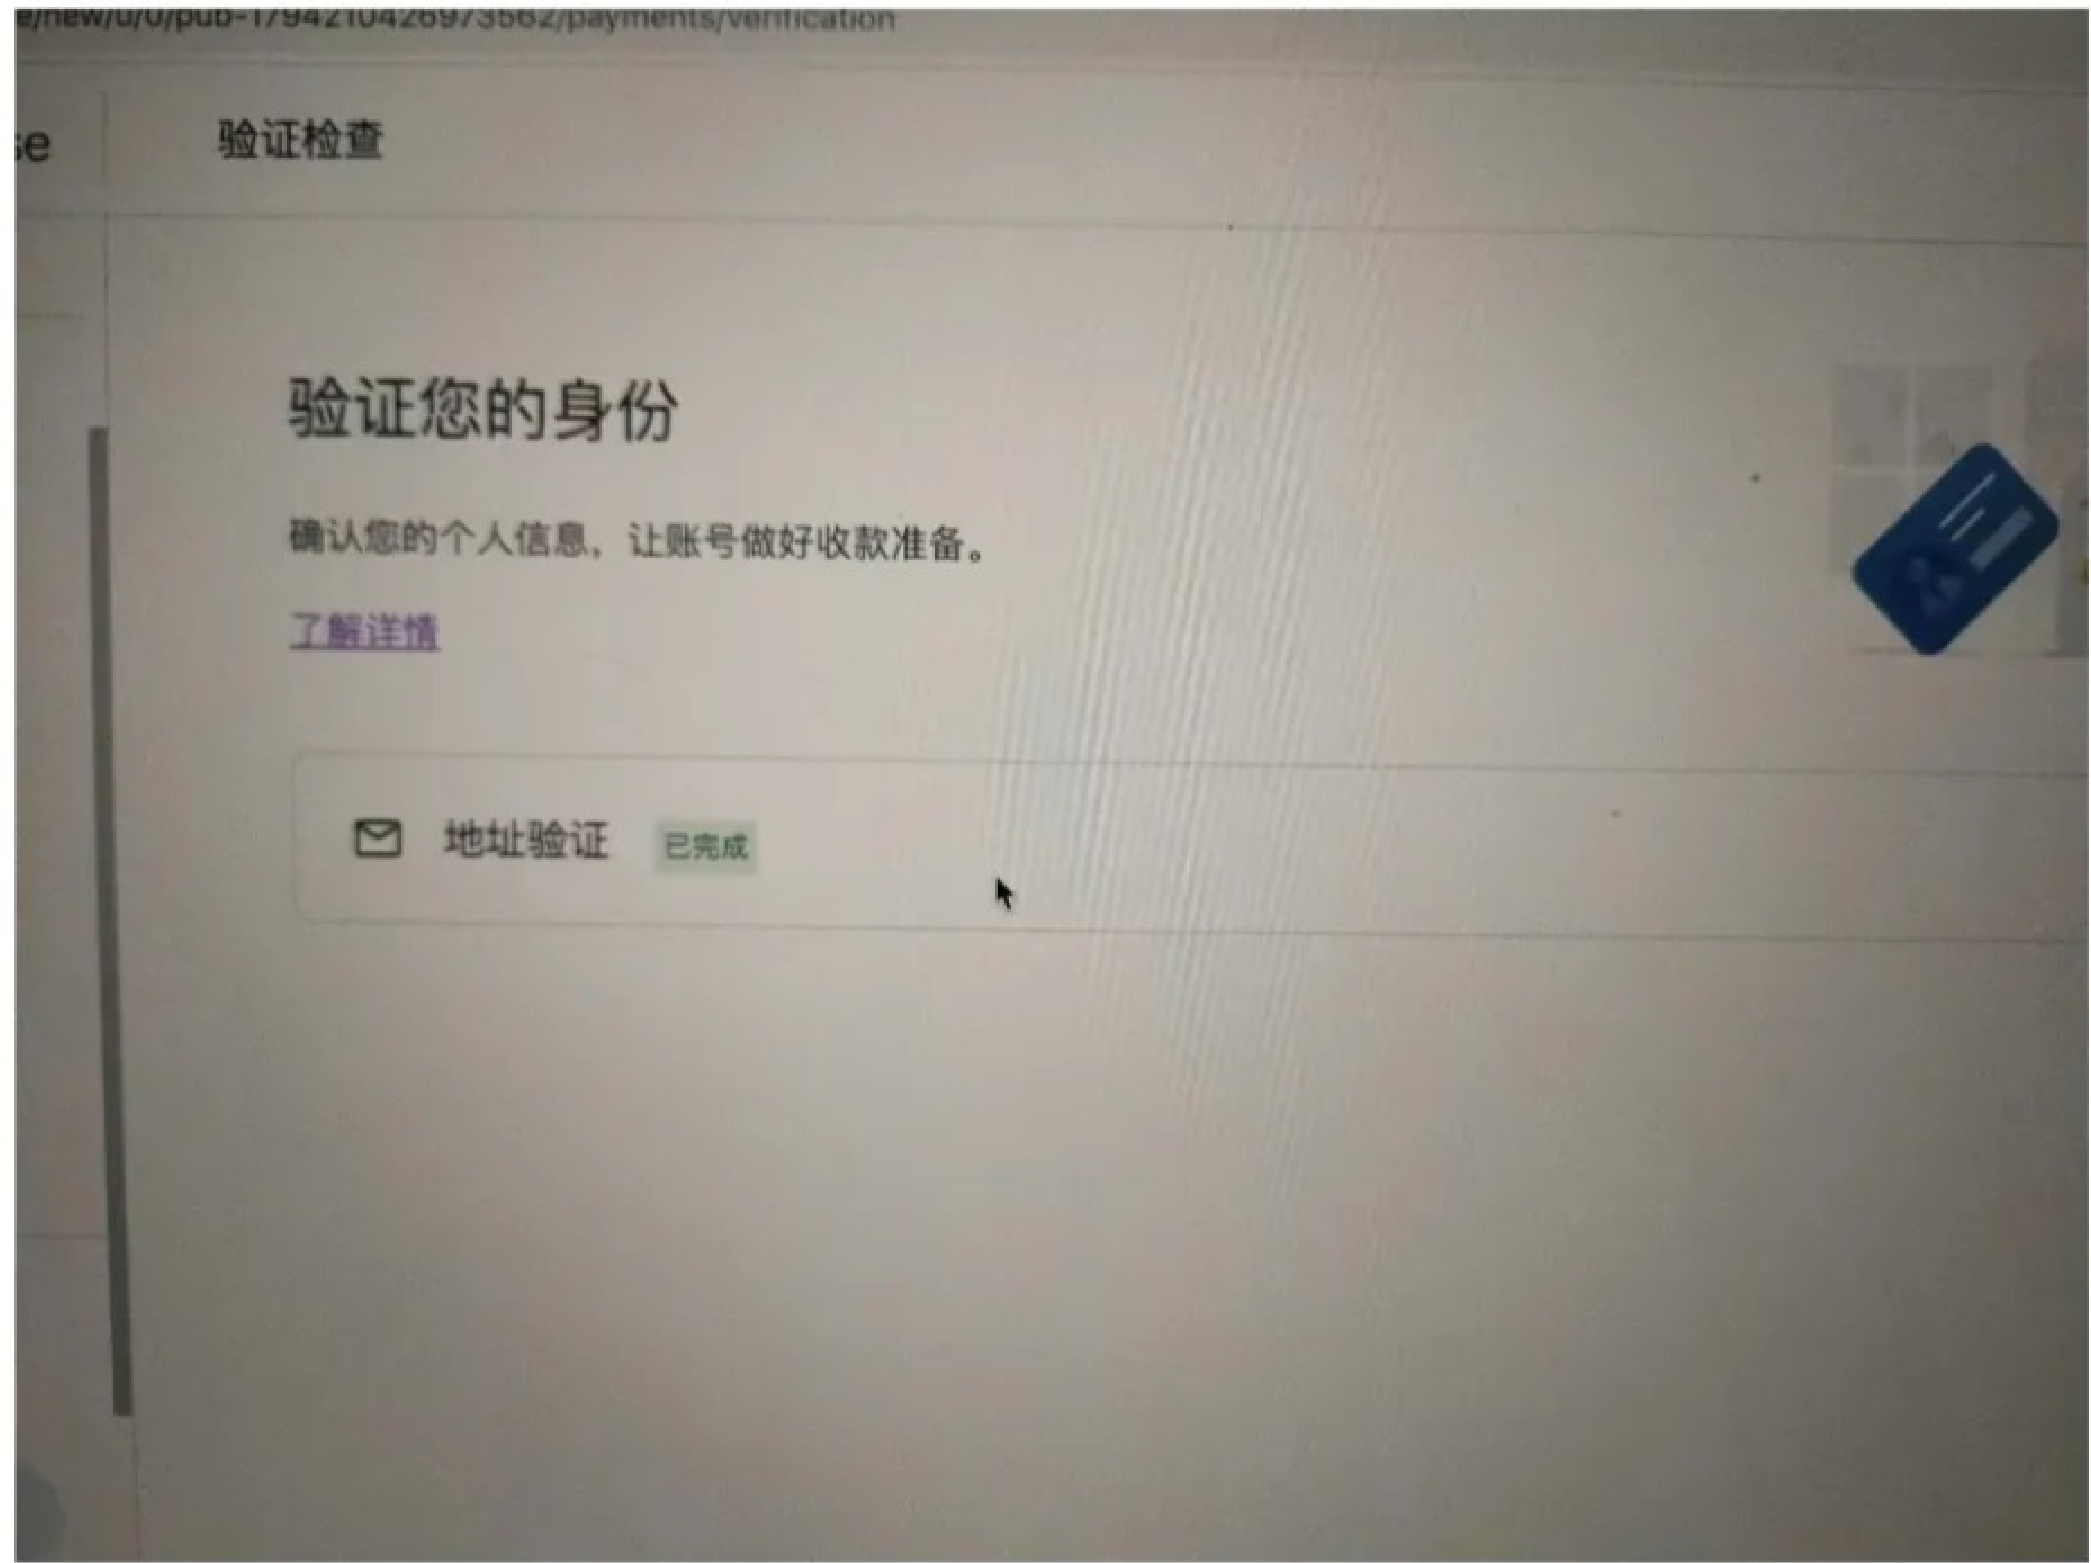 e/new/u/0/pub-1794210426973562/payments/verification
se
验证检查
验证您的身份
确认您的个人信息，让账号做好收款准备。
了解详情
地址验证 已完成